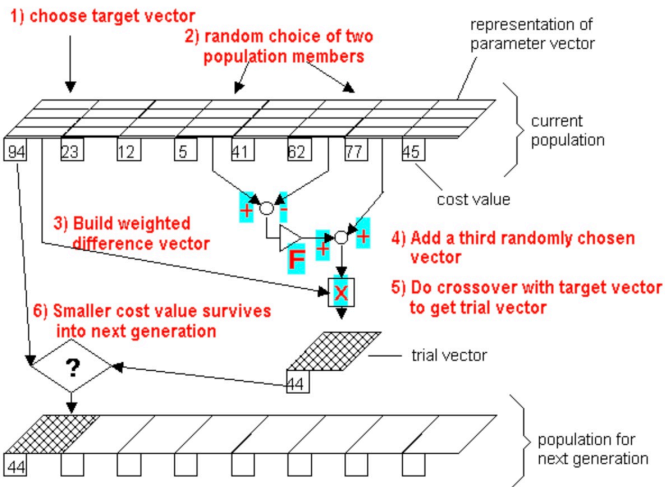 1) choose target vector
2) random choice of two
population members
representation of
parameter vector
current
population
94 23 12 5 41 62 77 45
cost value
+ -
3) Build weighted
difference vector
F
+ +
4) Add a third randomly chosen
vector
X
5) Do crossover with target vector
to get trial vector
6) Smaller cost value survives
into next generation
?
trial vector
44
population for
next generation
44